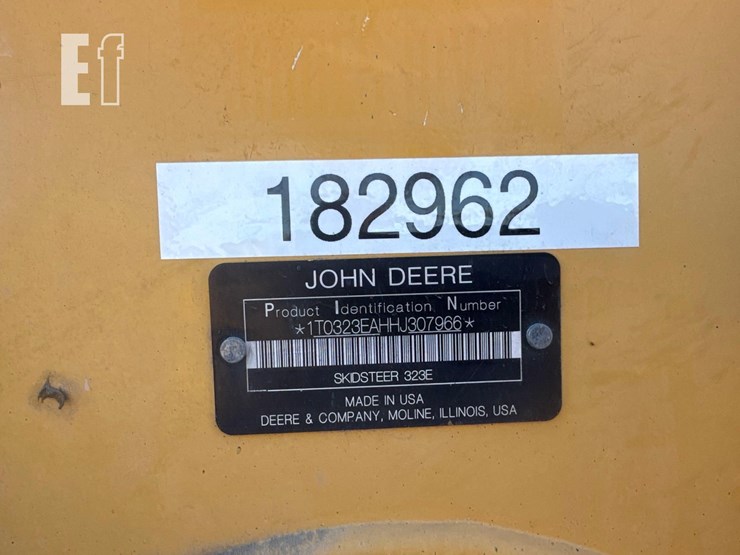 Ef
182962
JOHN DEERE
Product Identification Number
*1T0323EAHHJ307966*
SKIDSTEER 323E
MADE IN USA
DEERE & COMPANY, MOLINE, ILLINOIS, USA